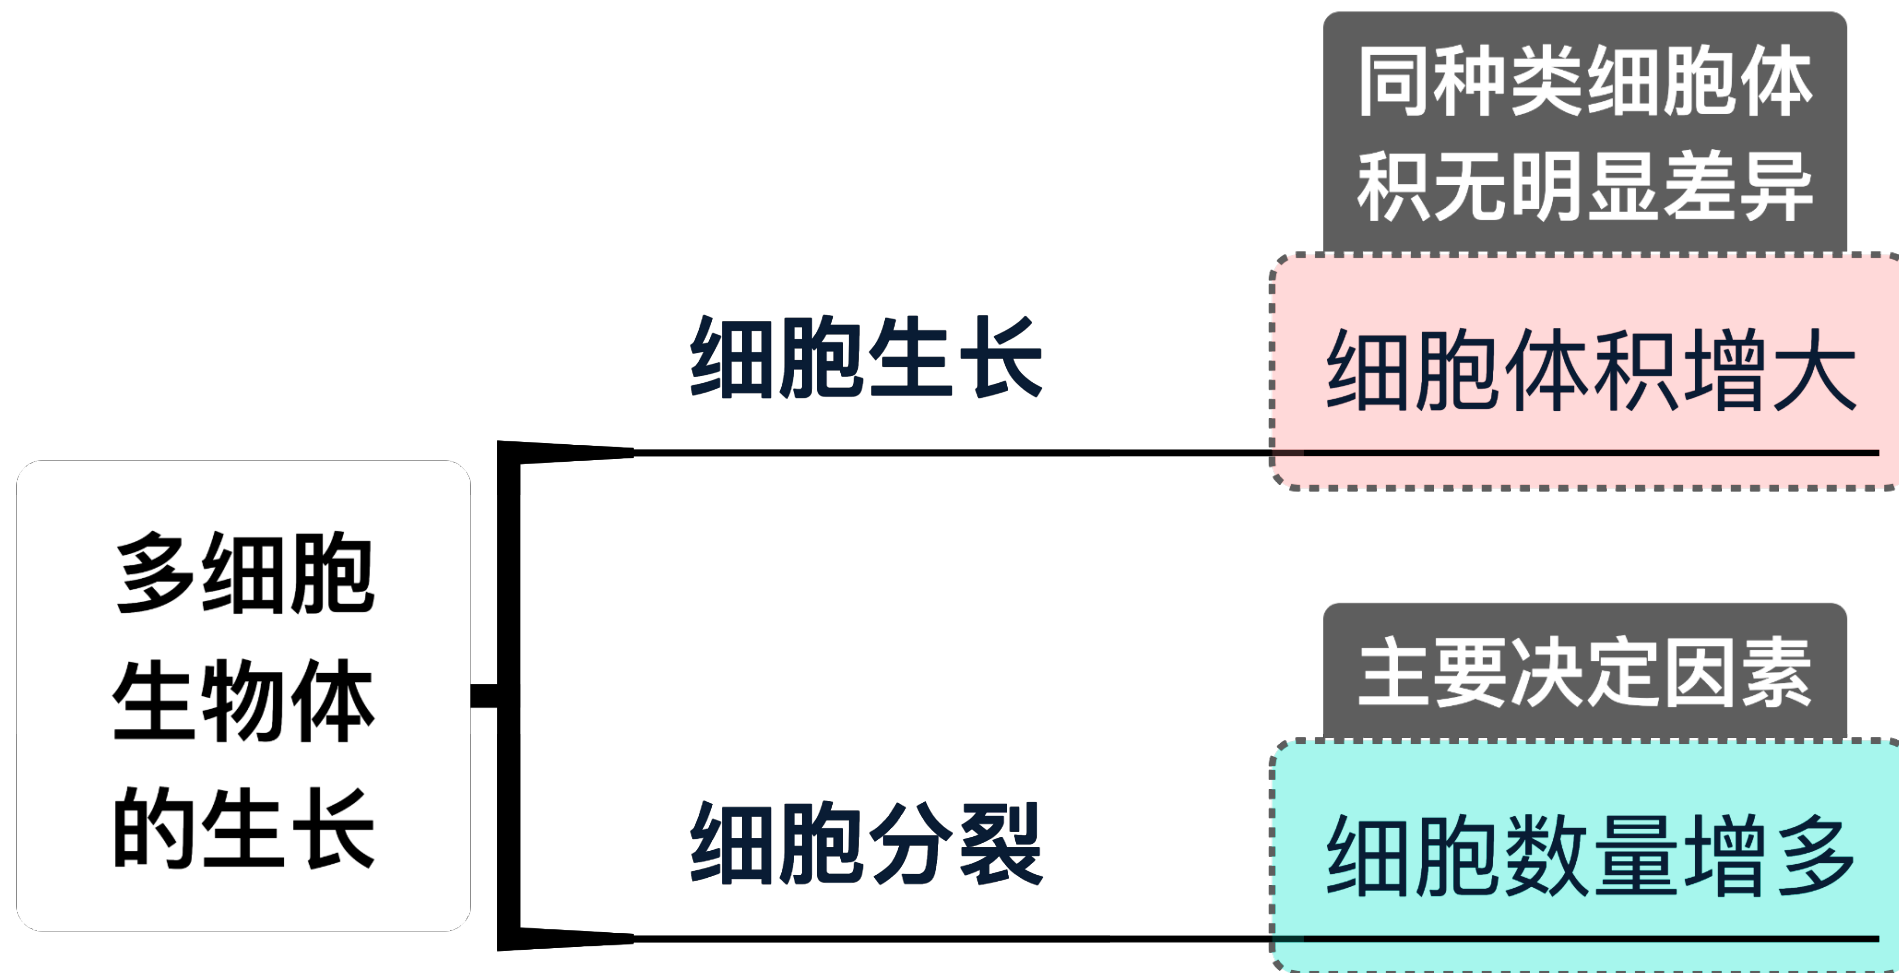 同种类细胞体
积无明显差异
细胞生长
细胞体积增大
多细胞
生物体
的生长
主要决定因素
细胞分裂
细胞数量增多